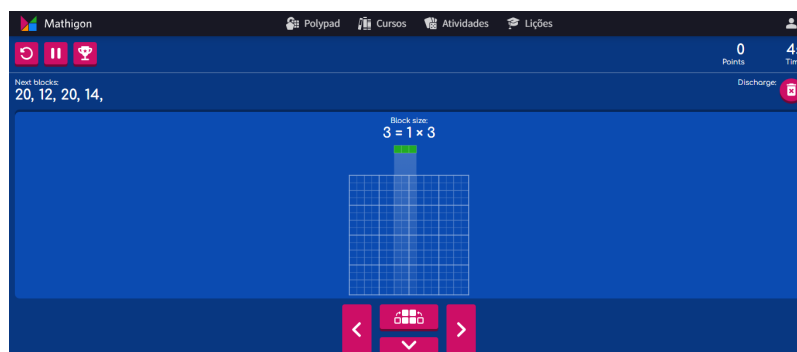 Mathigon Polypad Cursos Atividades Lições
0
Points
Next blocks:
20, 12, 20, 14,
Discharge:
Block size:
3 = 1 × 3